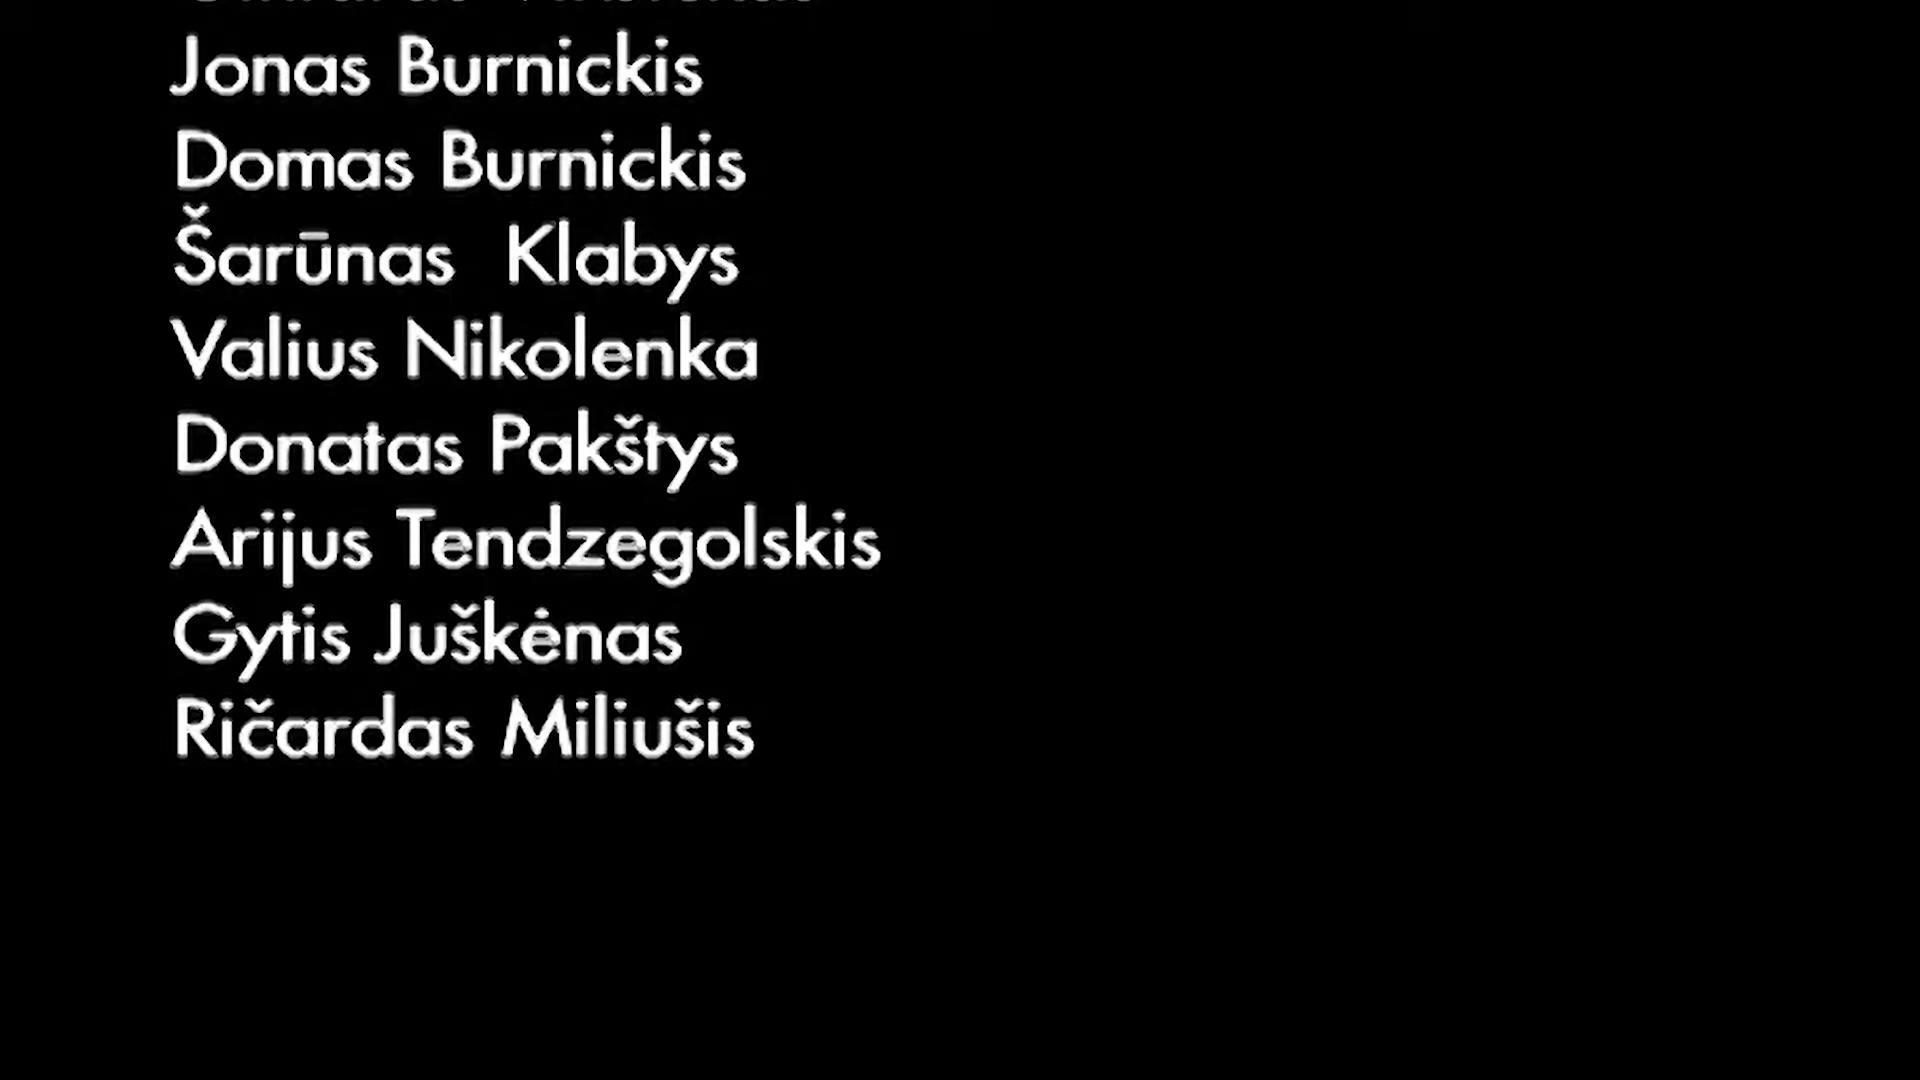 Jonas Burnickis
Domas Burnickis
Šarūnas  Klabys
Valius Nikolenka
Donatas Pakštys
Arijus Tendzegolskis
Gytis Juškėnas
Ričardas Miliušis